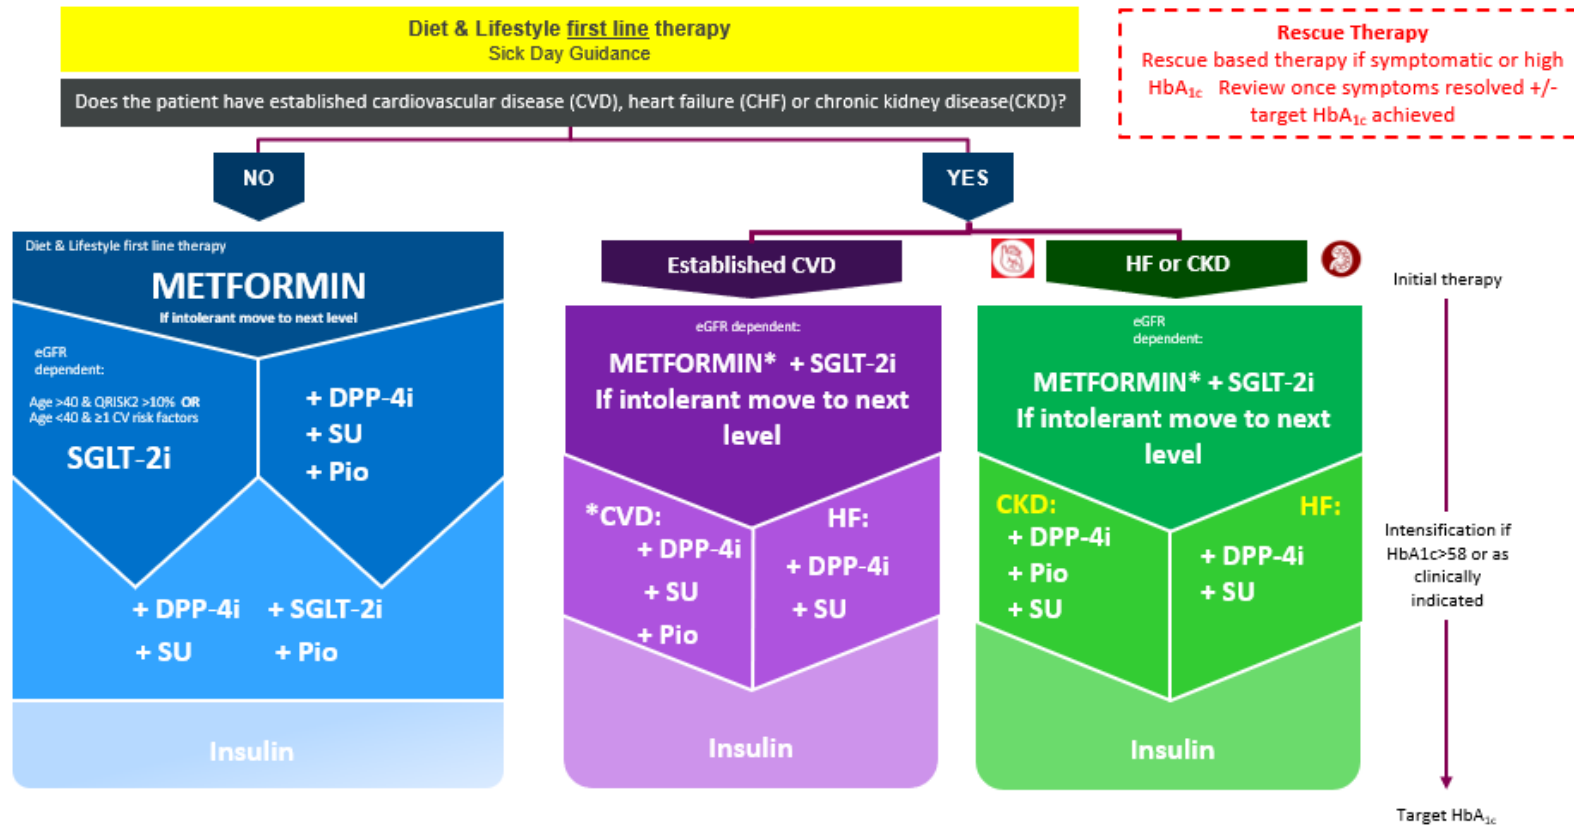 Diet & Lifestyle first line therapy
Sick Day Guidance
Does the patient have established cardiovascular disease (CVD), heart failure (CHF) or chronic kidney disease(CKD)?
Rescue Therapy
Rescue based therapy if symptomatic or high
HbA1c Review once symptoms resolved +/-
target HbA1c achieved
NO
YES
Diet & Lifestyle first line therapy
METFORMIN
If intolerant move to next level
eGFR
dependent:
Age >40 & QRISK2 >10% OR
Age <40 & ≥1 CV risk factors
SGLT-2i
+ DPP-4i
+ SU
+ Pio
+ DPP-4i + SGLT-2i
+ SU + Pio
Insulin
Established CVD
eGFR dependent:
METFORMIN* + SGLT-2i
If intolerant move to next
level
*CVD:
+ DPP-4i
+ SU
+ Pio
HF:
+ DPP-4i
+ SU
Insulin
HF or CKD
eGFR
dependent:
METFORMIN* + SGLT-2i
If intolerant move to next
level
CKD:
+ DPP-4i
+ Pio
+ SU
HF:
+ DPP-4i
+ SU
Insulin
Initial therapy
Intensification if
HbA1c>58 or as
clinically
indicated
Target HbA1c